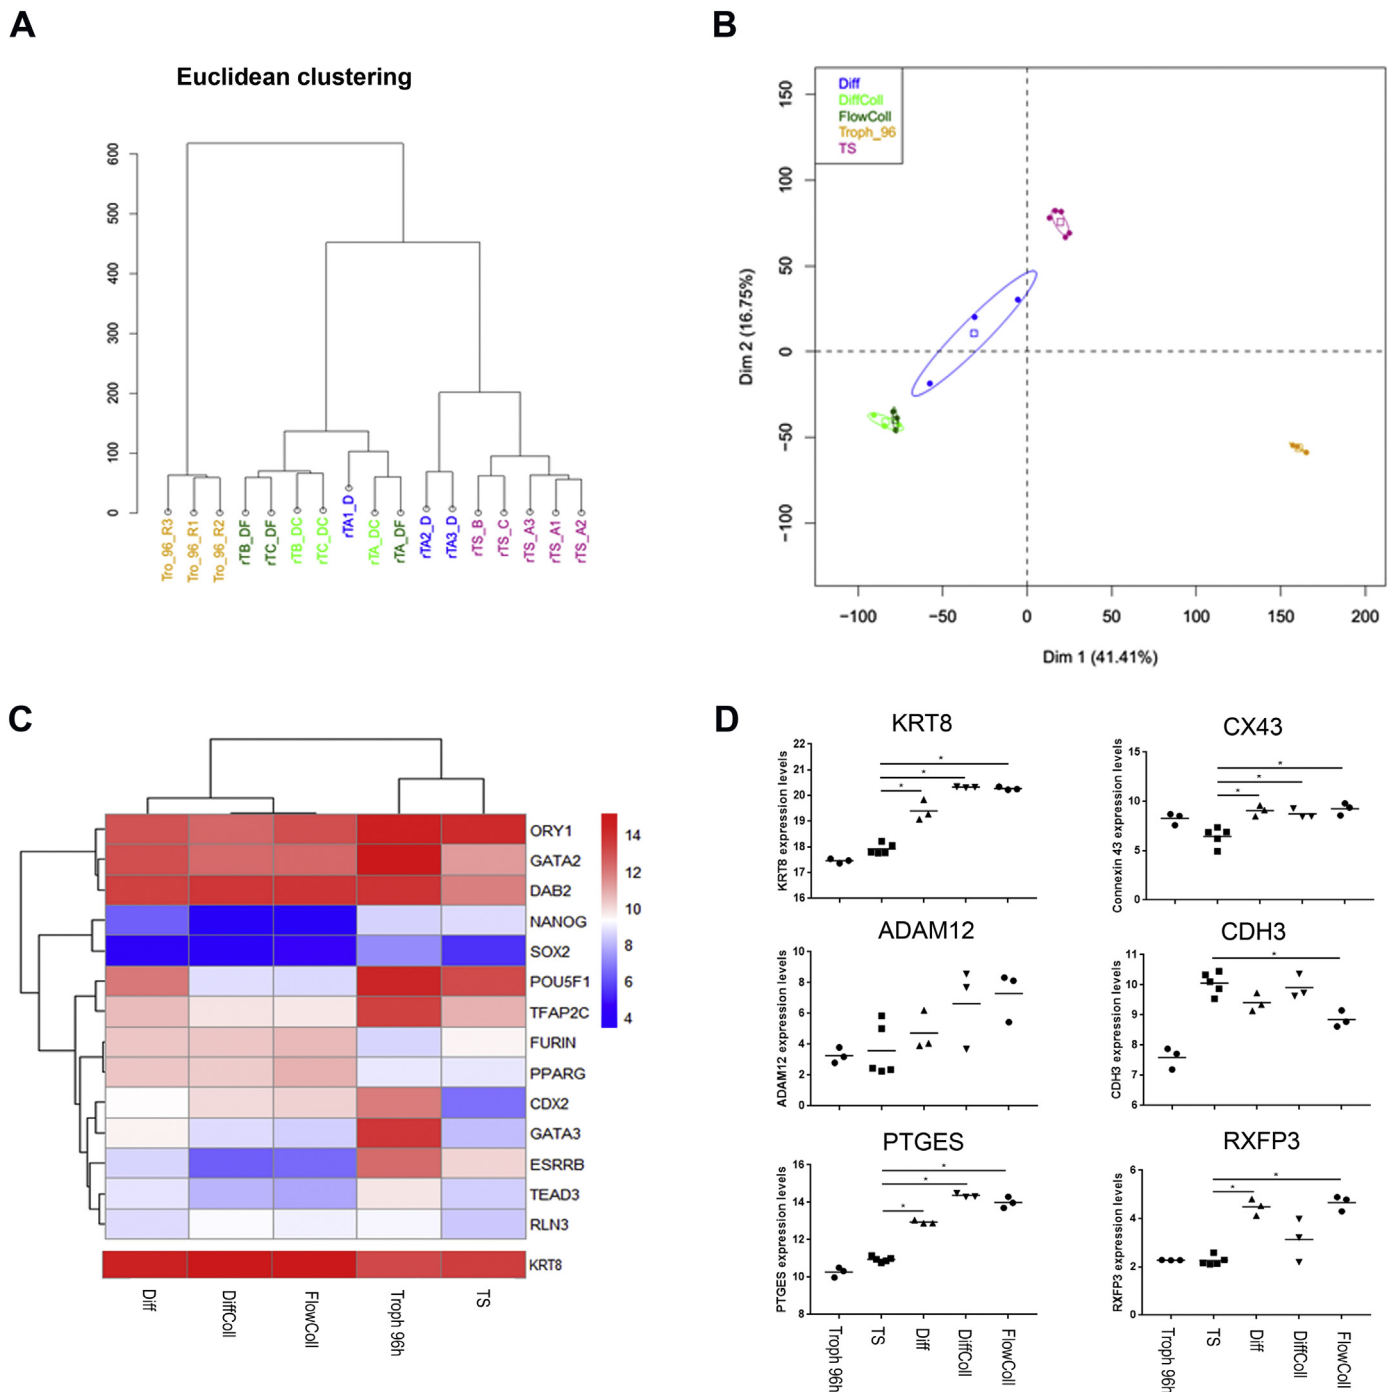 A
Euclidean clustering
600
500
400
300
200
100
0
Tro_96_R3
Tro_96_R1
Tro_96_R2
rTB_DF
rTC_DF
rTB_DC
rTC_DC
rTA1_D
rTA_DC
rTA_DF
rTA2_D
rTA3_D
rTS_B
rTS_C
rTS_A3
rTS_A1
rTS_A2
B
Diff
DiffColl
FlowColl
Troph_96
TS
Dim 2 (16.75%)
150
100
50
0
−50
−100
−100 −50 0 50 100 150 200
Dim 1 (41.41%)
C
ORY1
GATA2
DAB2
NANOG
SOX2
POU5F1
TFAP2C
FURIN
PPARG
CDX2
GATA3
ESRRB
TEAD3
RLN3
KRT8
14
12
10
8
6
4
Diff
DiffColl
FlowColl
Troph 96h
TS
D
KRT8
KRT8 expression levels
22
21
20
19
18
17
16
* * *
CX43
Connexin 43 expression levels
15
10
5
0
* * *
ADAM12
ADAM12 expression levels
10
8
6
4
2
0
CDH3
CDH3 expression levels
11
10
9
8
7
6
*
PTGES
PTGES expression levels
16
14
12
10
8
* * *
Troph 96h
TS
Diff
DiffColl
FlowColl
RXFP3
RXFP3 expression levels
6
4
2
0
* *
Troph 96h
TS
Diff
DiffColl
FlowColl